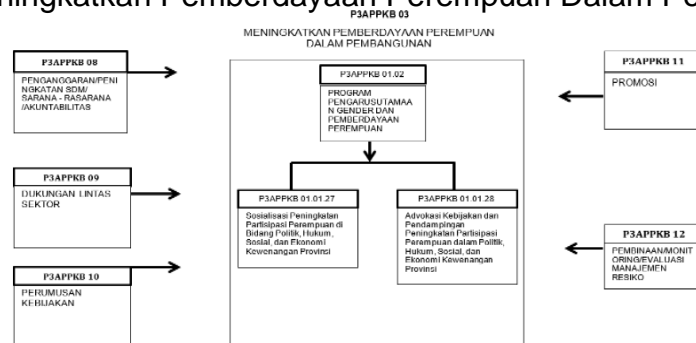 ningkatkan Pemberdayaan Perempuan Dalam Pe
P3APPKB 03
MENINGKATKAN PEMBERDAYAAN PEREMPUAN
DALAM PEMBANGUNAN
P3APPKB 08
PENGANGGARAN/PENI
NGKATAN SDM/
SARANA - RASARANA
/AKUNTABILITAS
P3APPKB 09
DUKUNGAN LINTAS
SEKTOR
P3APPKB 10
PERUMUSAN
KEBIJAKAN
P3APPKB 01.02
PROGRAM
PENGARUSUTAMAA
N GENDER DAN
PEMBERDAYAAN
PEREMPUAN
P3APPKB 01.01.27
Sosialisasi Peningkatan
Partisipasi Perempuan di
Bidang Politik, Hukum,
Sosial, dan Ekonomi
Kewenangan Provinsi
P3APPKB 01.01.28
Advokasi Kebijakan dan
Pendampingan
Peningkatan Partisipasi
Perempuan dalam Politik,
Hukum, Sosial, dan
Ekonomi Kewenangan
Provinsi
P3APPKB 11
PROMOSI
P3APPKB 12
PEMBINAAN/MONIT
ORING/EVALUASI
MANAJEMEN
RESIKO